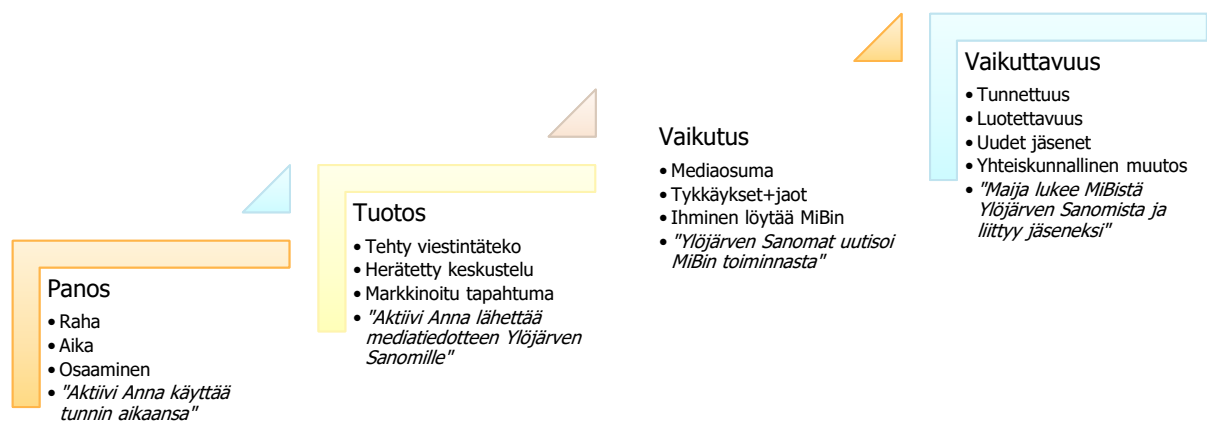 Panos
• Raha
• Aika
• Osaaminen
• "Aktiivi Anna käyttää
tunnin aikaansa"
Tuotos
• Tehty viestintäteko
• Herätetty keskustelu
• Markkinoitu tapahtuma
• "Aktiivi Anna lähettää
mediatiedotteen Ylöjärven
Sanomille"
Vaikutus
• Mediaosuma
• Tykkäykset+jaot
• Ihminen löytää MiBin
• "Ylöjärven Sanomat uutisoi
MiBin toiminnasta"
Vaikuttavuus
• Tunnettuus
• Luotettavuus
• Uudet jäsenet
• Yhteiskunnallinen muutos
• "Maija lukee MiBistä
Ylöjärven Sanomista ja
liittyy jäseneksi"